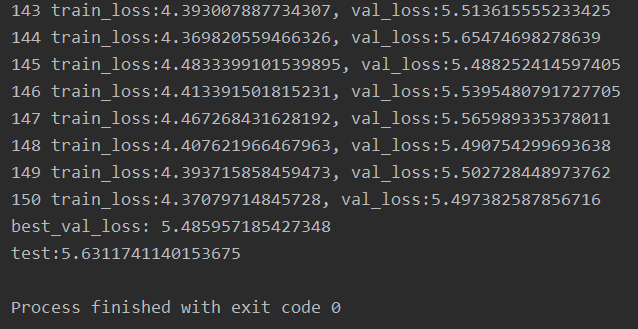 143 train_loss:4.393007887734307, val_loss:5.513615555233425
144 train_loss:4.369820559466326, val_loss:5.65474698278639
145 train_loss:4.4833399101539895, val_loss:5.488252414597405
146 train_loss:4.413391501815231, val_loss:5.5395480791727705
147 train_loss:4.467268431628192, val_loss:5.565989335378011
148 train_loss:4.407621966467963, val_loss:5.490754299693638
149 train_loss:4.393715858459473, val_loss:5.502728448973762
150 train_loss:4.37079714845728, val_loss:5.497382587856716
best_val_loss: 5.485957185427348
test:5.6311741140153675
Process finished with exit code 0